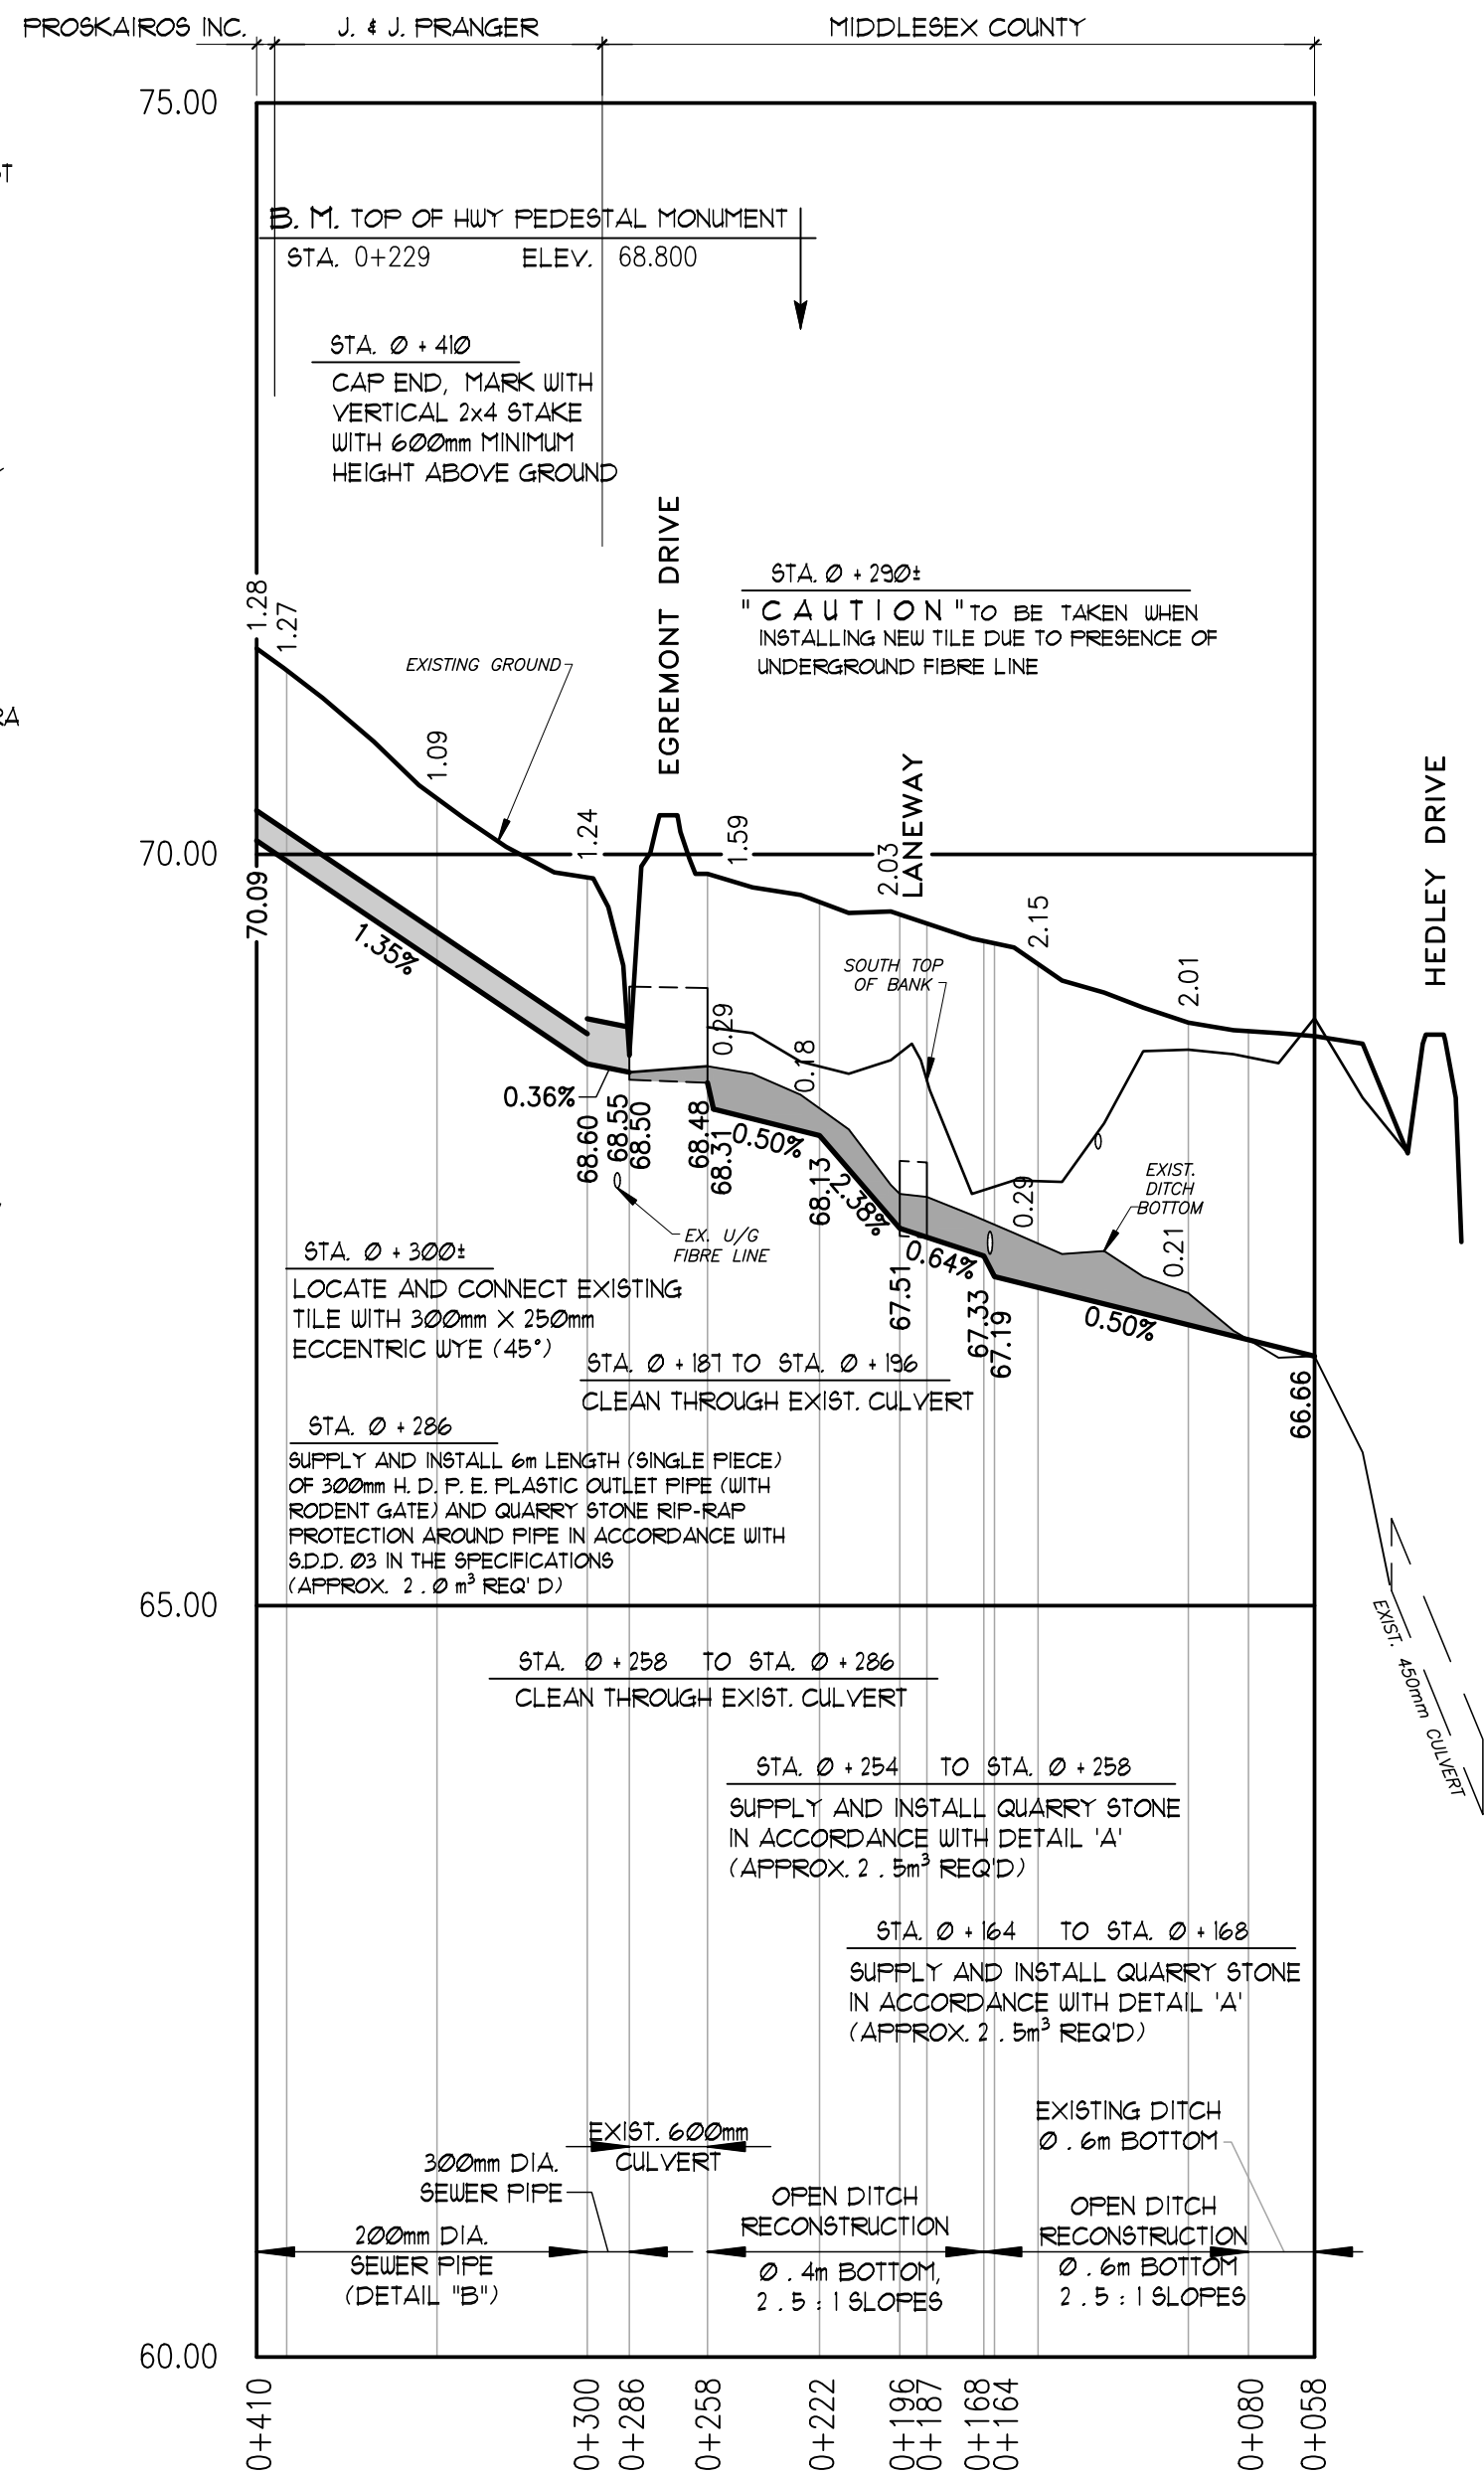 PROSKAIROS INC.
J. & J. PRANGER
MIDDLESEX COUNTY
75.00
ST
B. M. TOP OF HWY PEDESTAL MONUMENT
STA. 0+229 ELEV. 68.800
STA. Ø + 41Ø
CAP END, MARK WITH
VERTICAL 2x4 STAKE
WITH 6ØØmm MINIMUM
HEIGHT ABOVE GROUND
EGREMONT DRIVE
STA. Ø + 29Ø±
"CAUTION" TO BE TAKEN WHEN
INSTALLING NEW TILE DUE TO PRESENCE OF
UNDERGROUND FIBRE LINE
1.28
1.27
EXISTING GROUND
RA
1.09
1.24
1.59
2.03
LANEWAY
2.15
2.01
HEDLEY DRIVE
70.00
70.09
1.35%
SOUTH TOP
OF BANK
0.29
0.18
0.36%
68.60
68.55
68.50
68.48
68.31
0.50%
68.13
2.38%
67.51
0.64%
0.29
67.33
67.19
EXIST.
DITCH
BOTTOM
0.21
0.50%
66.66
EX. U/G
FIBRE LINE
STA. Ø + 3ØØ±
LOCATE AND CONNECT EXISTING
TILE WITH 3ØØmm X 25Ømm
ECCENTRIC WYE (45°)
STA. Ø + 187 TO STA. Ø + 196
CLEAN THROUGH EXIST. CULVERT
STA. Ø + 286
SUPPLY AND INSTALL 6m LENGTH (SINGLE PIECE)
OF 3ØØmm H. D. P. E. PLASTIC OUTLET PIPE (WITH
RODENT GATE) AND QUARRY STONE RIP-RAP
PROTECTION AROUND PIPE IN ACCORDANCE WITH
S.D.D. Ø3 IN THE SPECIFICATIONS
(APPROX. 2 . Ø m³ REQ' D)
65.00
EXIST. 450mm CULVERT
STA. Ø + 258 TO STA. Ø + 286
CLEAN THROUGH EXIST. CULVERT
STA. Ø + 254 TO STA. Ø + 258
SUPPLY AND INSTALL QUARRY STONE
IN ACCORDANCE WITH DETAIL 'A'
(APPROX. 2 . 5m³ REQ'D)
STA. Ø + 164 TO STA. Ø + 168
SUPPLY AND INSTALL QUARRY STONE
IN ACCORDANCE WITH DETAIL 'A'
(APPROX. 2 . 5m³ REQ'D)
EXISTING DITCH
Ø . 6m BOTTOM
EXIST. 6ØØmm
CULVERT
3ØØmm DIA.
SEWER PIPE
2ØØmm DIA.
SEWER PIPE
(DETAIL "B")
OPEN DITCH
RECONSTRUCTION
Ø . 4m BOTTOM,
2 . 5 : 1 SLOPES
OPEN DITCH
RECONSTRUCTION
Ø . 6m BOTTOM
2 . 5 : 1 SLOPES
60.00
0+410
0+300
0+286
0+258
0+222
0+196
0+187
0+168
0+164
0+080
0+058